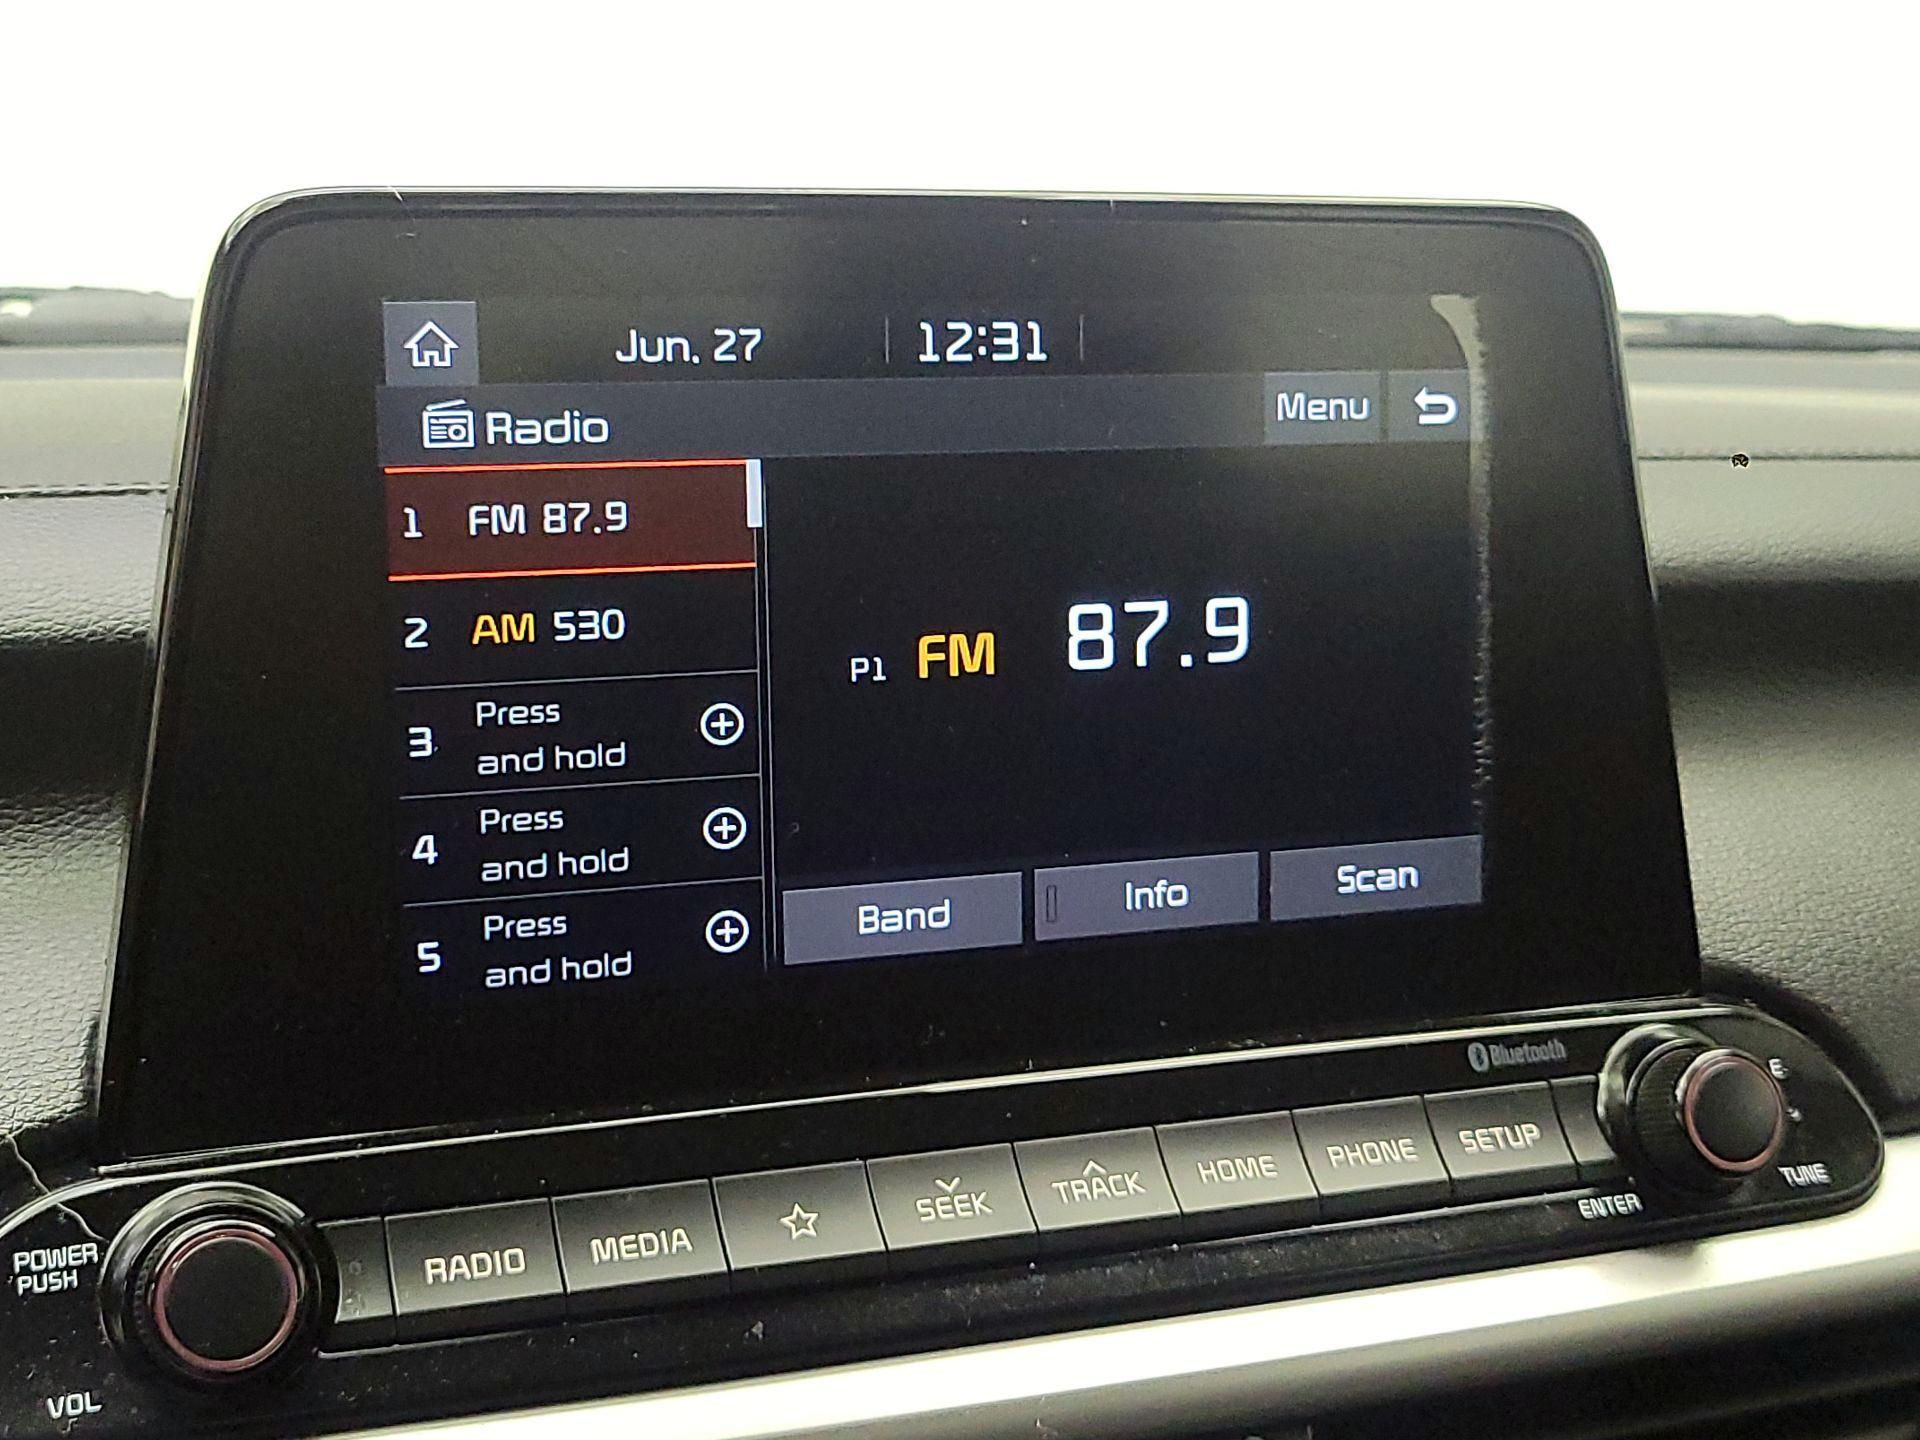 Jun. 27
12:31
Radio
Menu
1 FM 87.9
2 AM 530
3 Press
and hold
4 Press
and hold
5 Press
and hold
P1 FM 87.9
Band
Info
Scan
Bluetooth
POWER
PUSH
VOL
RADIO
MEDIA
SEEK
TRACK
HOME
PHONE
SETUP
ENTER
TUNE